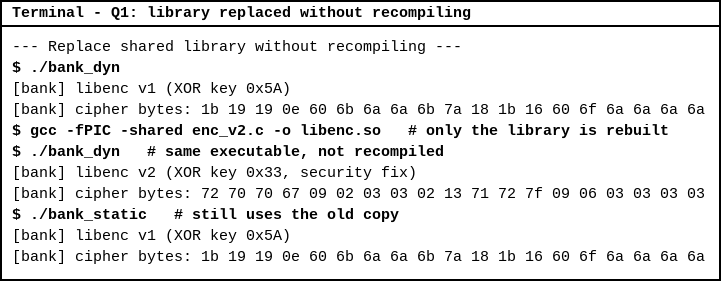 Terminal - Q1: library replaced without recompiling
--- Replace shared library without recompiling ---
$ ./bank_dyn
[bank] libenc v1 (XOR key 0x5A)
[bank] cipher bytes: 1b 19 19 0e 60 6b 6a 6a 6b 7a 18 1b 16 60 6f 6a 6a 6a 6a
$ gcc -fPIC -shared enc_v2.c -o libenc.so   # only the library is rebuilt
$ ./bank_dyn   # same executable, not recompiled
[bank] libenc v2 (XOR key 0x33, security fix)
[bank] cipher bytes: 72 70 70 67 09 02 03 03 02 13 71 72 7f 09 06 03 03 03 03
$ ./bank_static   # still uses the old copy
[bank] libenc v1 (XOR key 0x5A)
[bank] cipher bytes: 1b 19 19 0e 60 6b 6a 6a 6b 7a 18 1b 16 60 6f 6a 6a 6a 6a